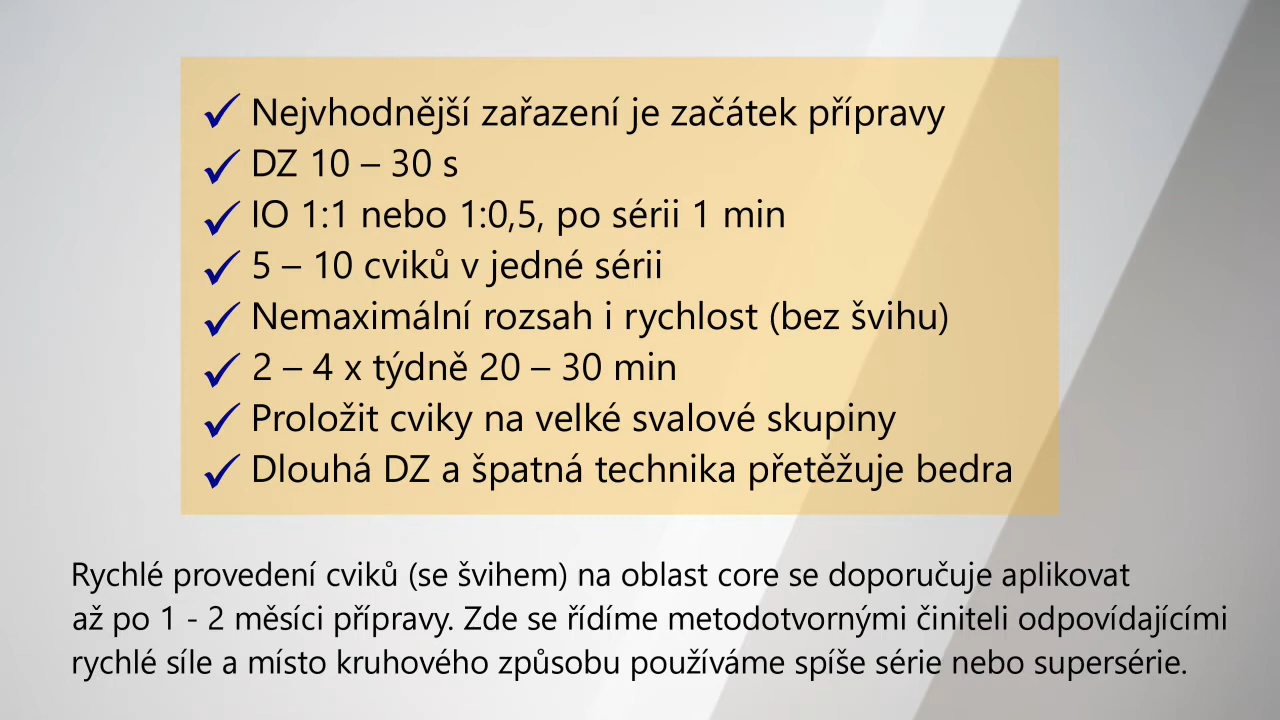 ✓ Nejvhodnější zařazení je začátek přípravy
✓ DZ 10 – 30 s
✓ IO 1:1 nebo 1:0,5, po sérii 1 min
✓ 5 – 10 cviků v jedné sérii
✓ Nemaximální rozsah i rychlost (bez švihu)
✓ 2 – 4 x týdně 20 – 30 min
✓ Proložit cviky na velké svalové skupiny
✓ Dlouhá DZ a špatná technika přetěžuje bedra
Rychlé provedení cviků (se švihem) na oblast core se doporučuje aplikovat
až po 1 - 2 měsíci přípravy. Zde se řídíme metodotvornými činiteli odpovídajícími
rychlé síle a místo kruhového způsobu používáme spíše série nebo supersérie.